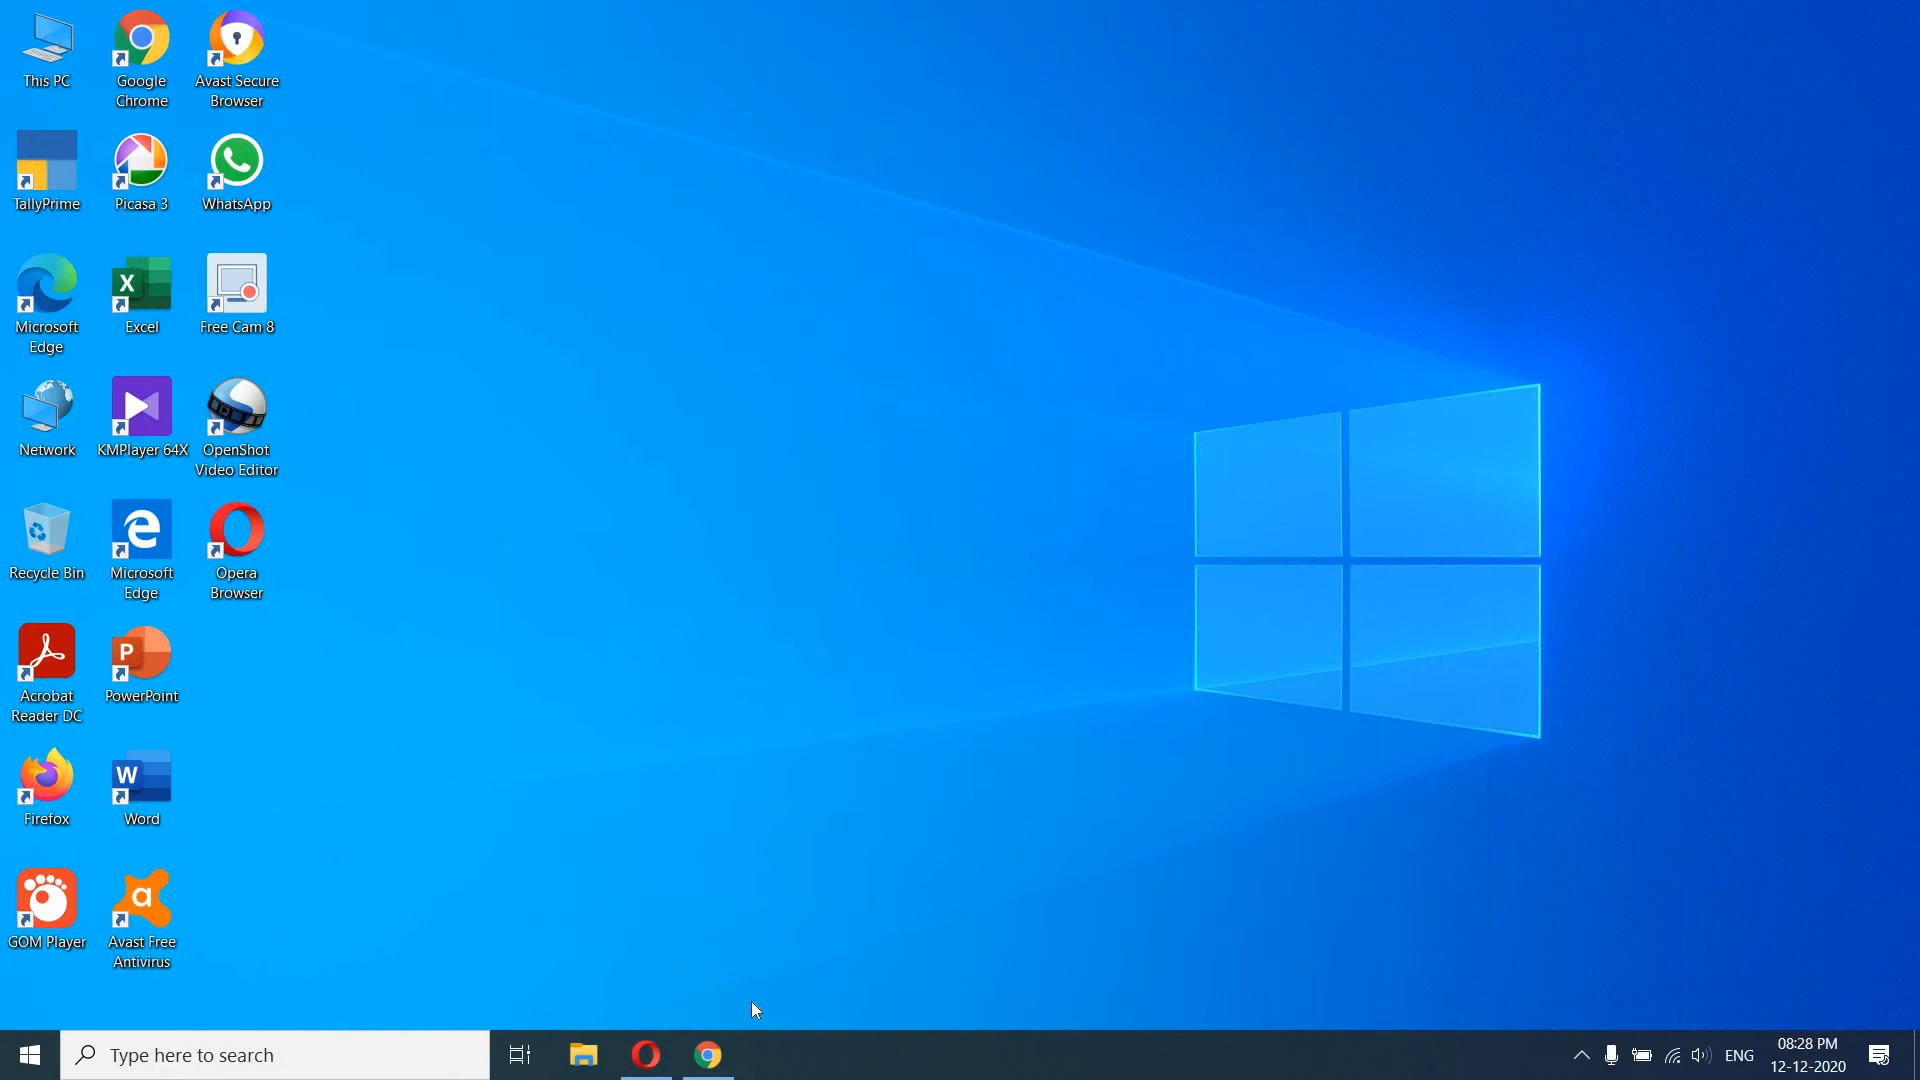 This PC
Google
Chrome
Avast Secure
Browser
TallyPrime
Picasa 3
WhatsApp
Microsoft
Edge
Excel
Free Cam 8
Network
KMPlayer 64X
OpenShot
Video Editor
Recycle Bin
Microsoft
Edge
Opera
Browser
Acrobat
Reader DC
PowerPoint
Firefox
Word
GOM Player
Avast Free
Antivirus
Type here to search
ENG
08:28 PM
12-12-2020